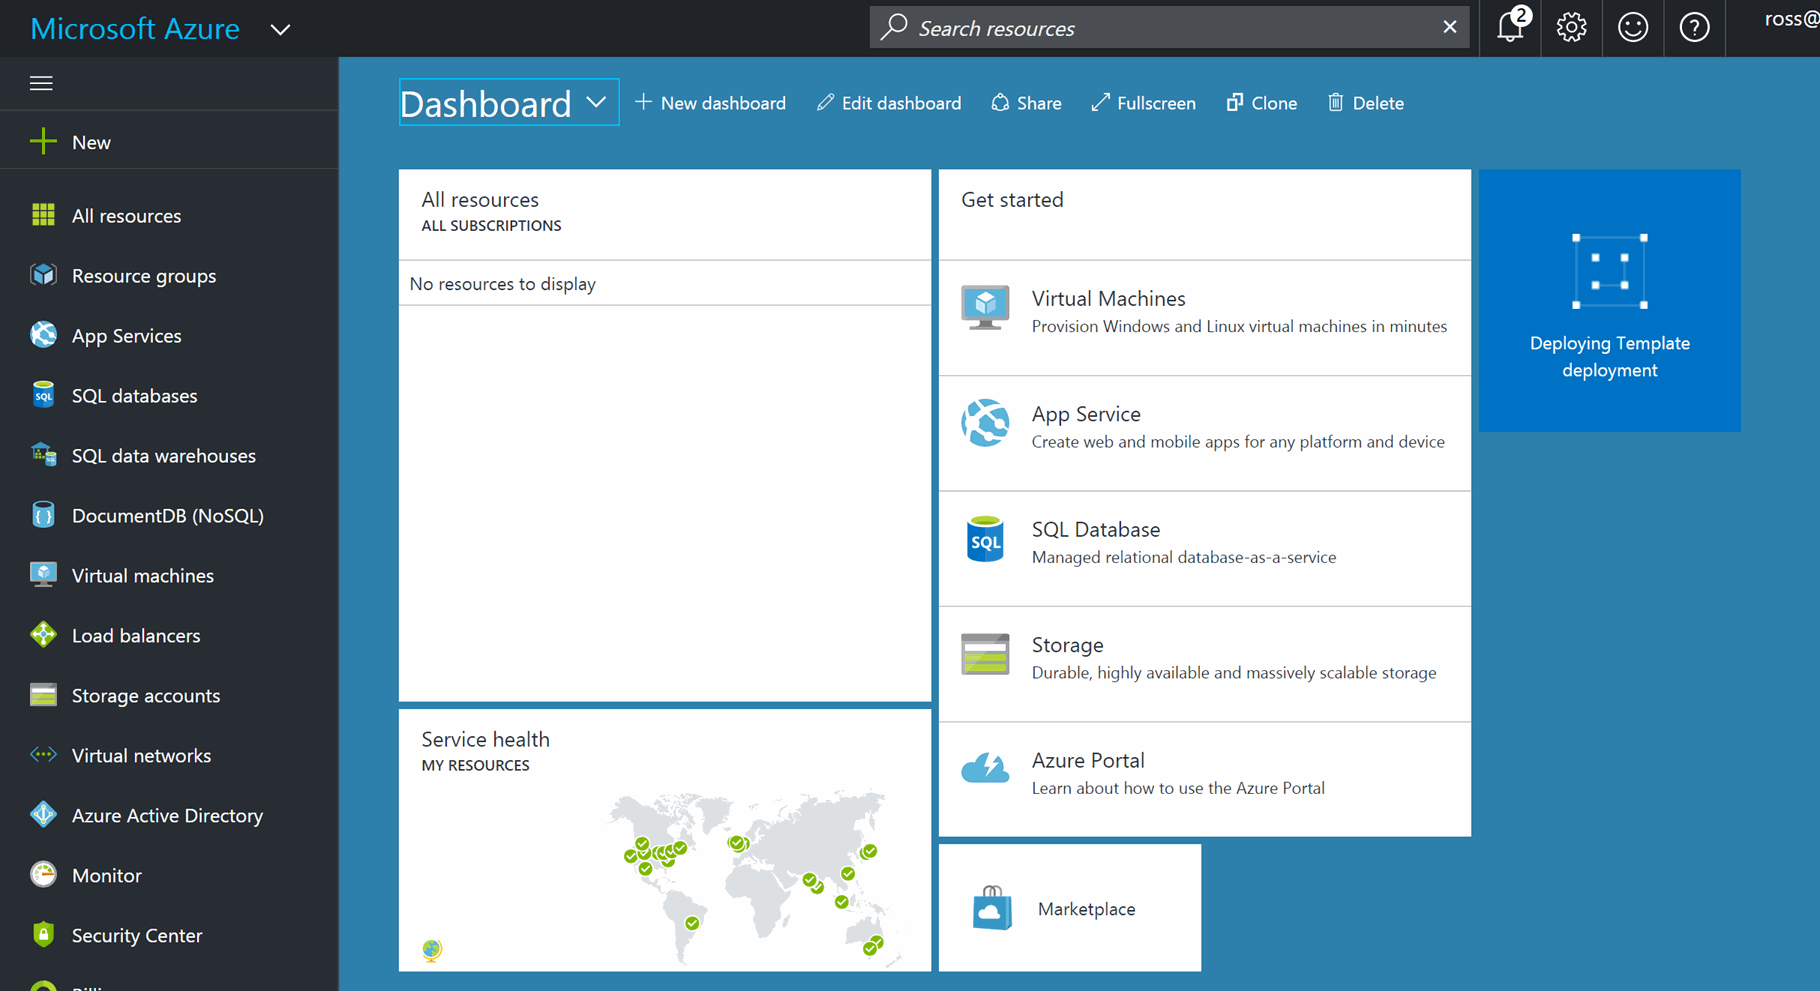 Microsoft Azure
Search resources
2
ross@
New
All resources
Resource groups
App Services
SQL
SQL databases
SQL data warehouses
DocumentDB (NoSQL)
Virtual machines
Load balancers
Storage accounts
Virtual networks
Azure Active Directory
Monitor
Security Center
Dashboard
New dashboard
Edit dashboard
Share
Fullscreen
Clone
Delete
All resources
ALL SUBSCRIPTIONS
No resources to display
Service health
MY RESOURCES
Get started
Virtual Machines
Provision Windows and Linux virtual machines in minutes
App Service
Create web and mobile apps for any platform and device
SQL
SQL Database
Managed relational database-as-a-service
Storage
Durable, highly available and massively scalable storage
Azure Portal
Learn about how to use the Azure Portal
Marketplace
Deploying Template
deployment